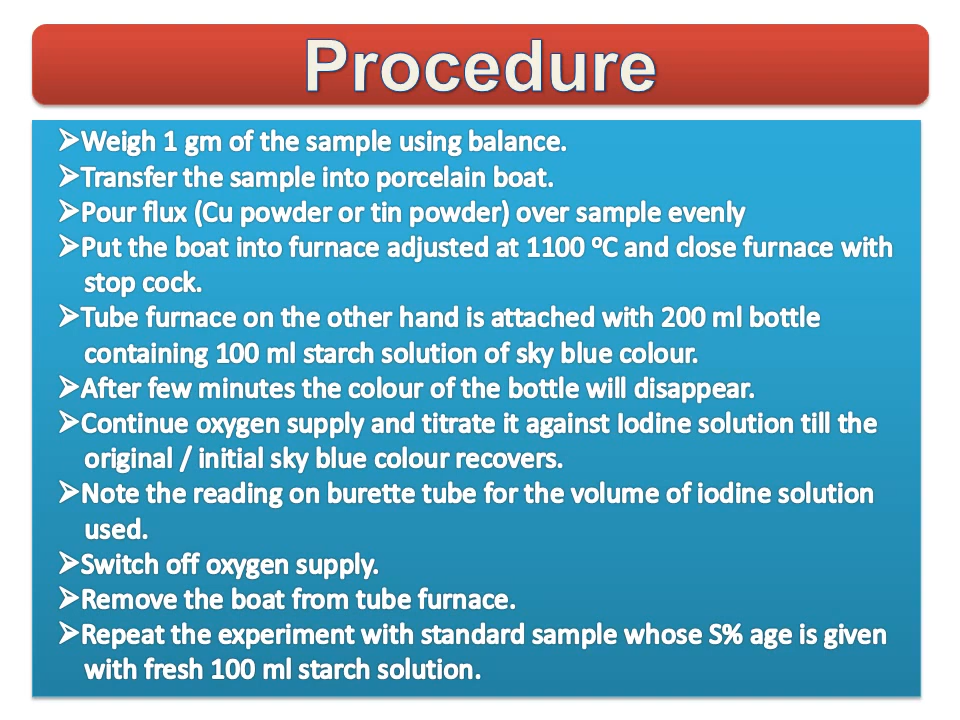 Procedure
➢Weigh 1 gm of the sample using balance.
➢Transfer the sample into porcelain boat.
➢Pour flux (Cu powder or tin powder) over sample evenly
➢Put the boat into furnace adjusted at 1100 ºC and close furnace with
stop cock.
➢Tube furnace on the other hand is attached with 200 ml bottle
containing 100 ml starch solution of sky blue colour.
➢After few minutes the colour of the bottle will disappear.
➢Continue oxygen supply and titrate it against Iodine solution till the
original / initial sky blue colour recovers.
➢Note the reading on burette tube for the volume of iodine solution
used.
➢Switch off oxygen supply.
➢Remove the boat from tube furnace.
➢Repeat the experiment with standard sample whose S% age is given
with fresh 100 ml starch solution.